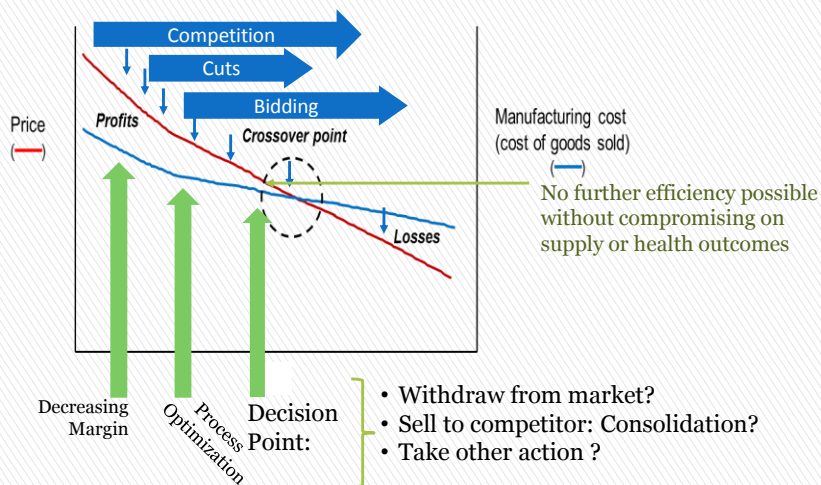 Competition
Cuts
Bidding
Price
(—)
Profits
Crossover point
Manufacturing cost
(cost of goods sold)
(—)
No further efficiency possible
without compromising on
supply or health outcomes
Losses
Decreasing
Margin
Process
Optimization
Decision
Point:
• Withdraw from market?
• Sell to competitor: Consolidation?
• Take other action ?